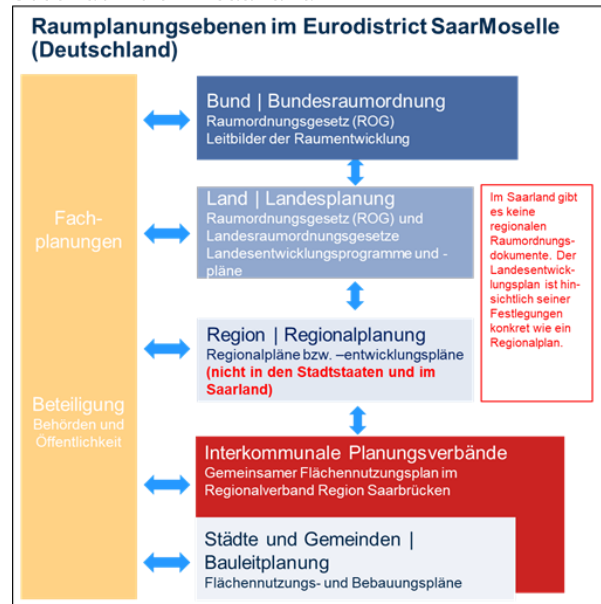 Raumplanungsebenen im Eurodistrict SaarMoselle
(Deutschland)
Bund | Bundesraumordnung
Raumordnungsgesetz (ROG)
Leitbilder der Raumentwicklung
Fach-
planungen
Land | Landesplanung
Raumordnungsgesetz (ROG) und
Landesraumordnungsgesetze
Landesentwicklungsprogramme und -
pläne
Im Saarland gibt
es keine
regionalen
Raumordnungs-
dokumente. Der
Landesentwick-
lungsplan ist hin-
sichtlich seiner
Festlegungen
konkret wie ein
Regionalplan.
Region | Regionalplanung
Regionalpläne bzw. –entwicklungspläne
(nicht in den Stadtstaaten und im
Saarland)
Beteiligung
Behörden und
Öffentlichkeit
Interkommunale Planungsverbände
Gemeinsamer Flächennutzungsplan im
Regionalverband Region Saarbrücken
Städte und Gemeinden |
Bauleitplanung
Flächennutzungs- und Bebauungspläne